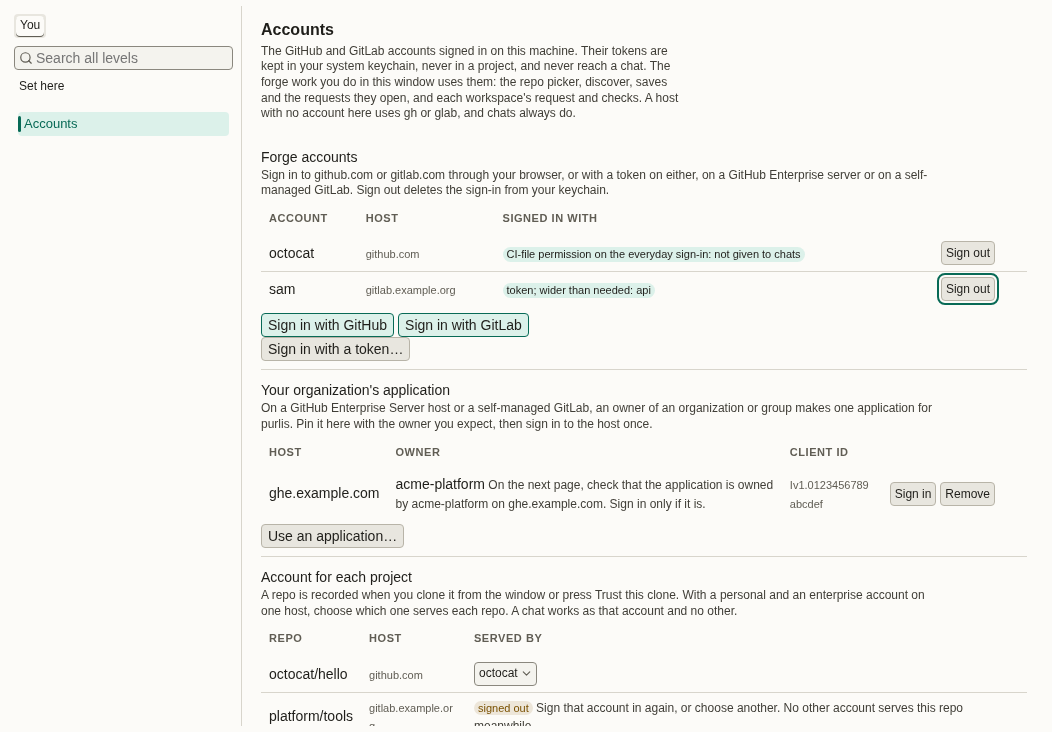 You
Search all levels
Set here
Accounts
Accounts
The GitHub and GitLab accounts signed in on this machine. Their tokens are
kept in your system keychain, never in a project, and never reach a chat. The
forge work you do in this window uses them: the repo picker, discover, saves
and the requests they open, and each workspace's request and checks. A host
with no account here uses gh or glab, and chats always do.
Forge accounts
Sign in to github.com or gitlab.com through your browser, or with a token on either, on a GitHub Enterprise server or on a self-
managed GitLab. Sign out deletes the sign-in from your keychain.
ACCOUNT HOST SIGNED IN WITH
octocat github.com CI-file permission on the everyday sign-in: not given to chats Sign out
sam gitlab.example.org token; wider than needed: api Sign out
Sign in with GitHub Sign in with GitLab
Sign in with a token…
Your organization's application
On a GitHub Enterprise Server host or a self-managed GitLab, an owner of an organization or group makes one application for
purlis. Pin it here with the owner you expect, then sign in to the host once.
HOST OWNER CLIENT ID
ghe.example.com acme-platform On the next page, check that the application is owned Iv1.0123456789 Sign in Remove
by acme-platform on ghe.example.com. Sign in only if it is. abcdef
Use an application…
Account for each project
A repo is recorded when you clone it from the window or press Trust this clone. With a personal and an enterprise account on
one host, choose which one serves each repo. A chat works as that account and no other.
REPO HOST SERVED BY
octocat/hello github.com octocat
platform/tools gitlab.example.or signed out Sign that account in again, or choose another. No other account serves this repo
g meanwhile.